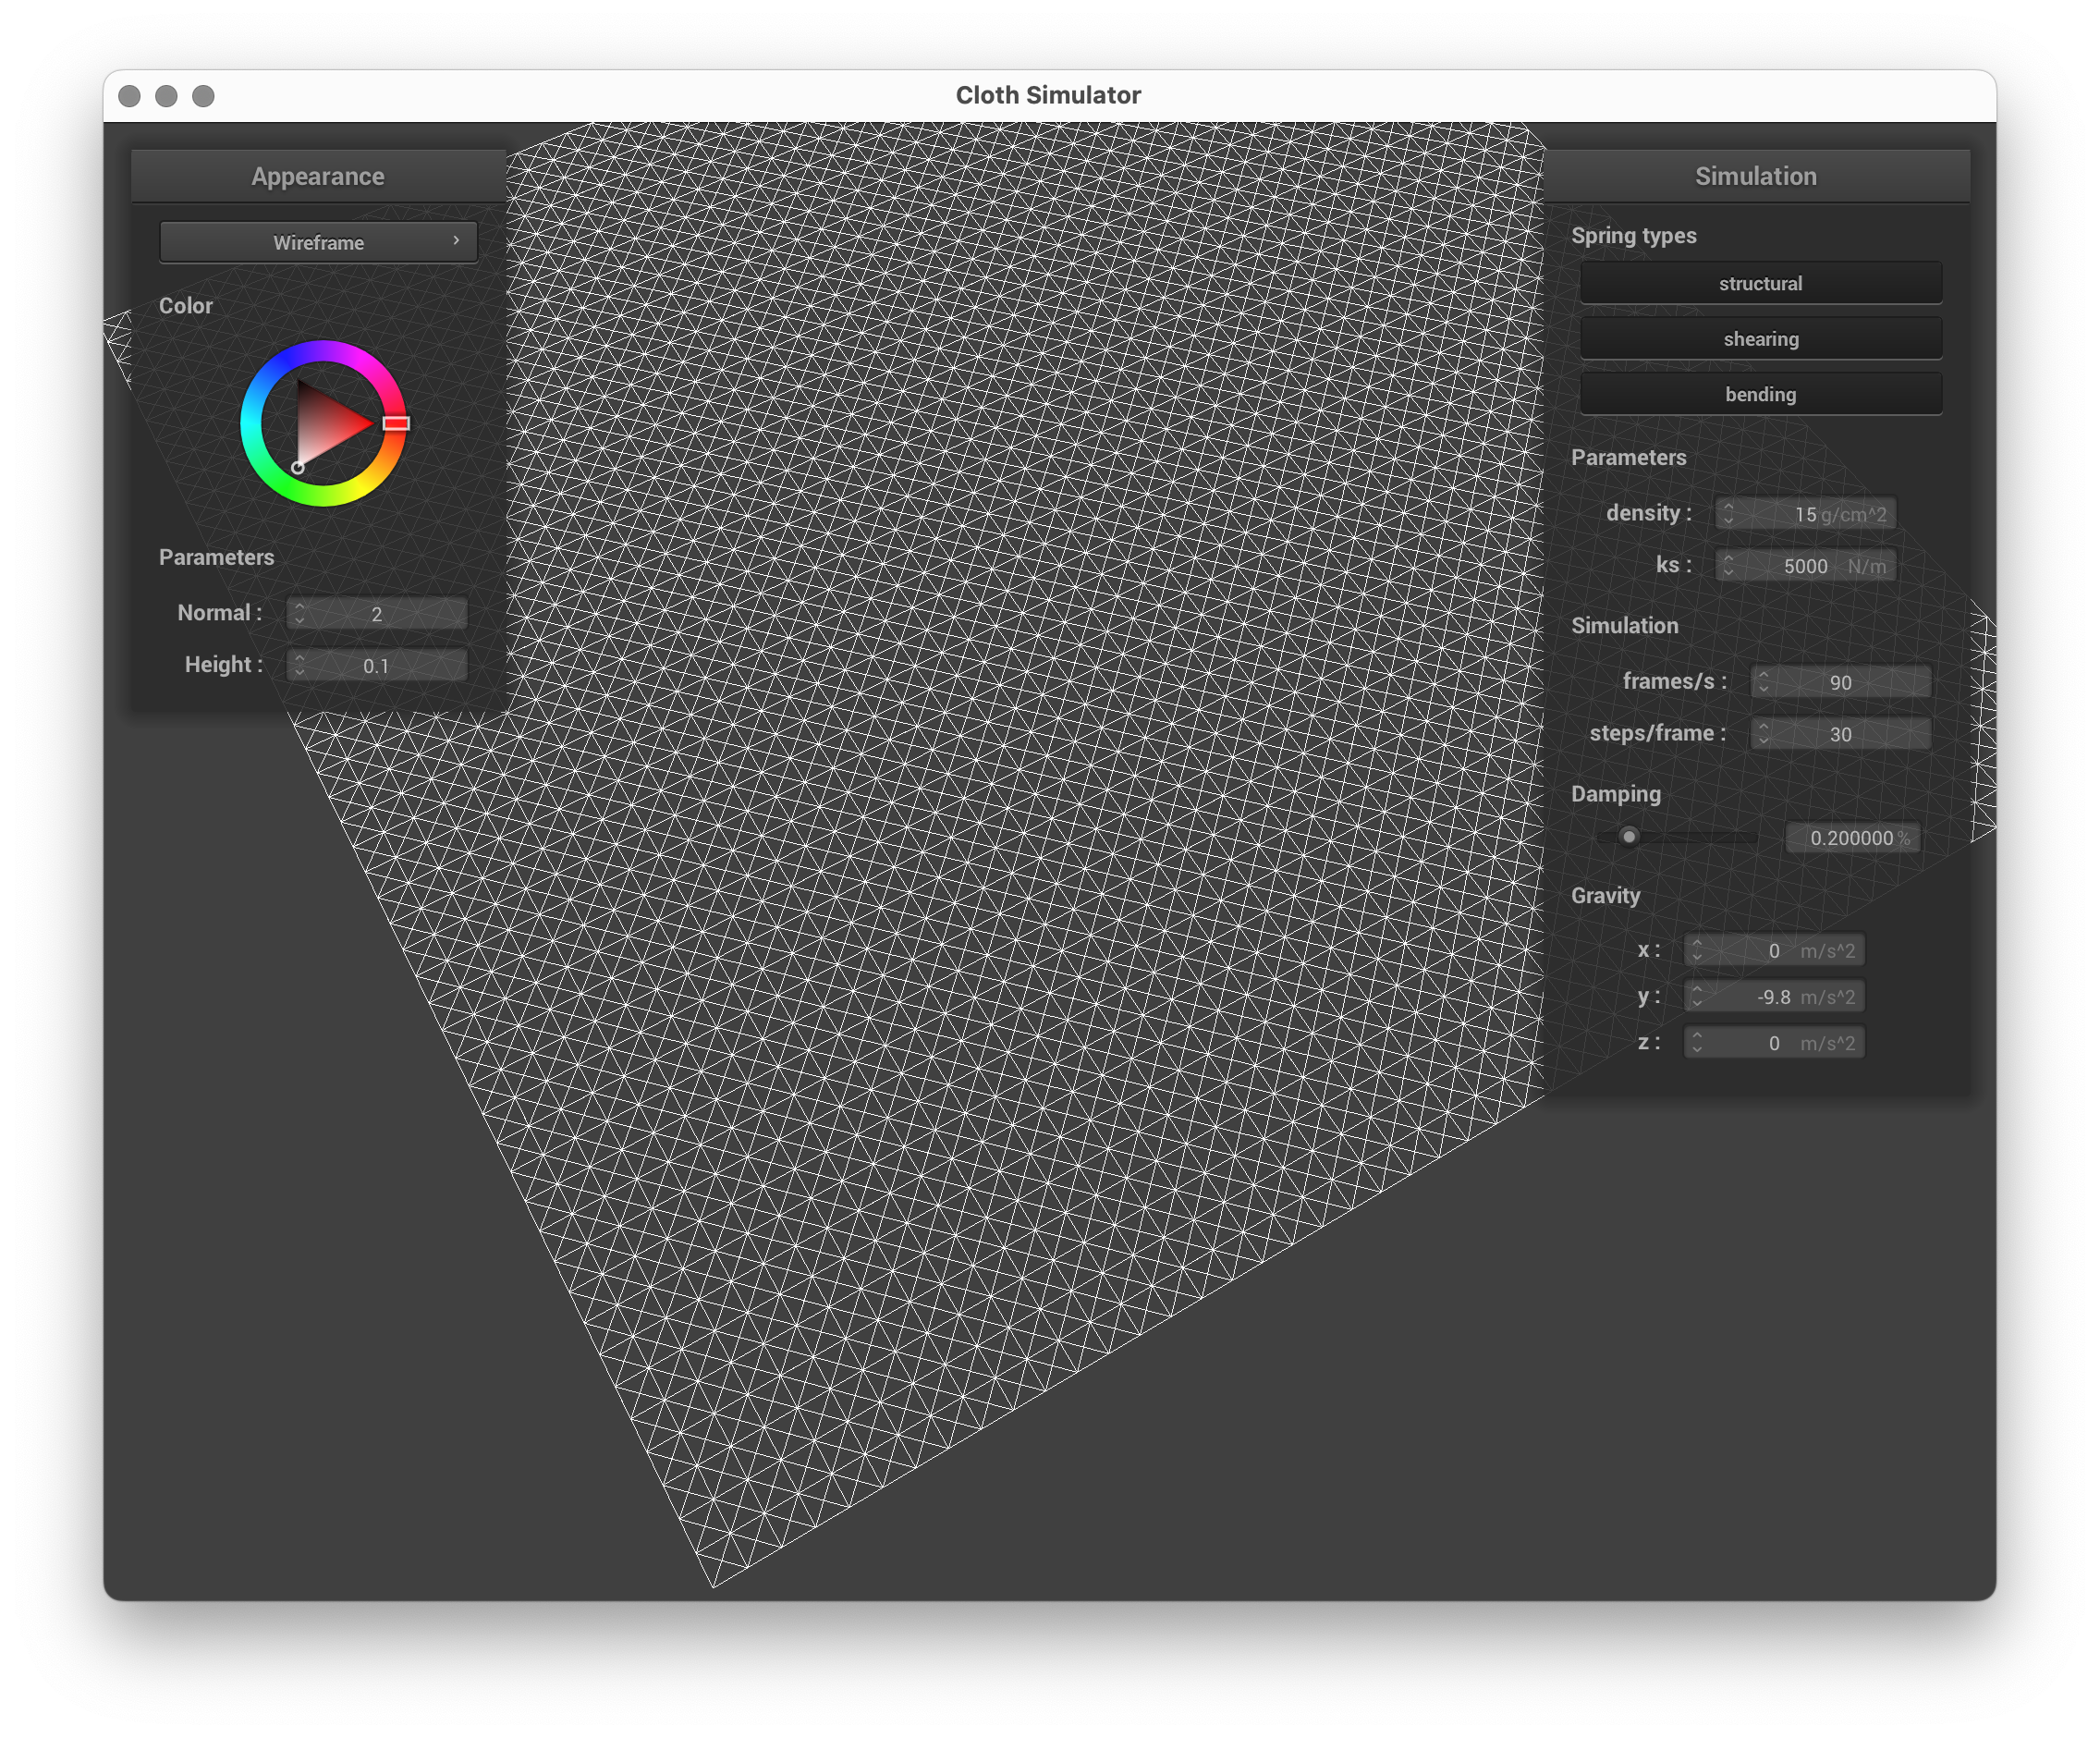 Cloth Simulator
Appearance
Wireframe
Color
Parameters
Normal : 2
Height : 0.1
Simulation
Spring types
structural
shearing
bending
Parameters
density : 15 g/cm^2
ks : 5000 N/m
Simulation
frames/s : 90
steps/frame : 30
Damping
0.200000 %
Gravity
x : 0 m/s^2
y : -9.8 m/s^2
z : 0 m/s^2